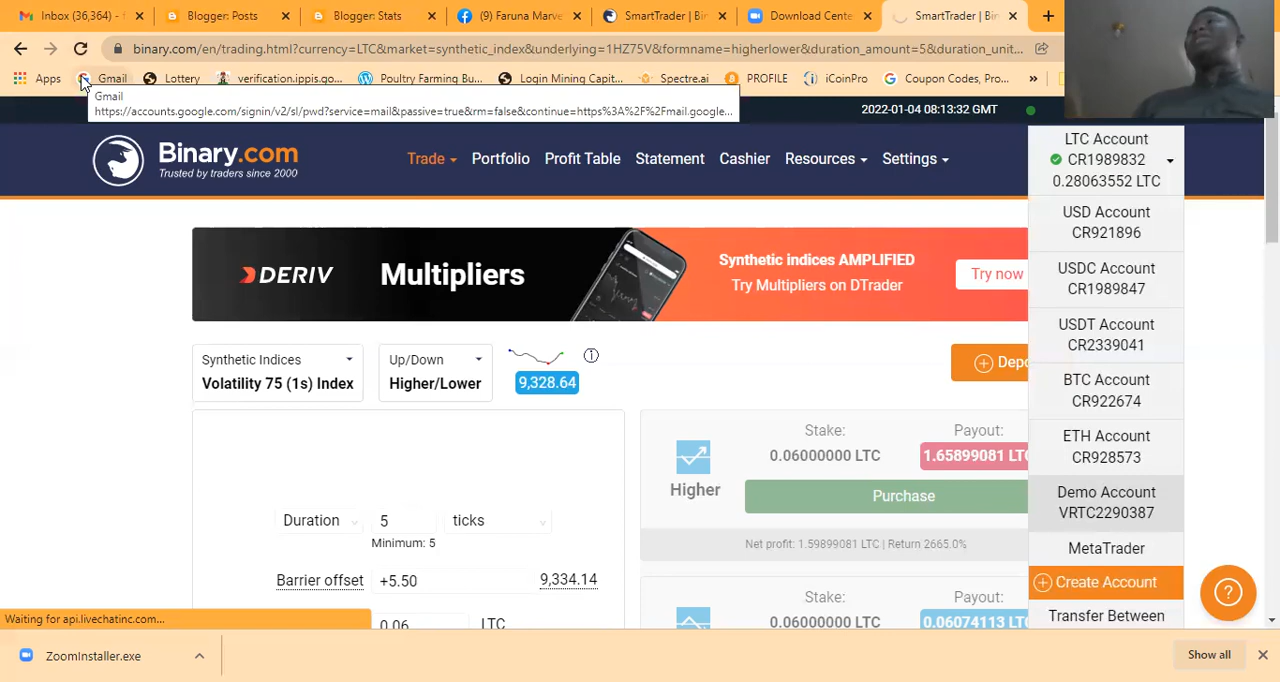 Inbox (36,364) - f
Blogger: Posts
Blogger: Stats
(9) Faruna Marve
SmartTrader | Bin
Download Cente
SmartTrader | Bin
binary.com/en/trading.html?currency=LTC&market=synthetic_index&underlying=1HZ75V&formname=higherlower&duration_amount=5&duration_unit...
Apps
Gmail
Lottery
verification.ippis.go...
Poultry Farming Bu...
Login Mining Capit...
Spectre.ai
PROFILE
iCoinPro
Coupon Codes, Pro...
»
Gmail
https://accounts.google.com/signin/v2/sl/pwd?service=mail&passive=true&rm=false&continue=https%3A%2F%2Fmail.google...
2022-01-04 08:13:32 GMT
Binary.com
Trusted by traders since 2000
Trade
Portfolio
Profit Table
Statement
Cashier
Resources
Settings
LTC Account
CR1989832
0.28063552 LTC
USD Account
CR921896
USDC Account
CR1989847
USDT Account
CR2339041
BTC Account
CR922674
ETH Account
CR928573
Demo Account
VRTC2290387
MetaTrader
Create Account
Transfer Between
DERIV
Multipliers
Synthetic indices AMPLIFIED
Try Multipliers on DTrader
Try now
Synthetic Indices
Volatility 75 (1s) Index
Up/Down
Higher/Lower
9,328.64
1
Depo
Duration
5
ticks
Minimum: 5
Barrier offset
+5.50
9,334.14
0.06
LTC
Stake:
Payout:
0.06000000 LTC
1.65899081 LTC
Higher
Purchase
Net profit: 1.59899081 LTC | Return 2665.0%
Stake:
Payout:
0.06000000 LTC
0.06074113 LTC
?
Waiting for api.livechatinc.com...
ZoomInstaller.exe
Show all